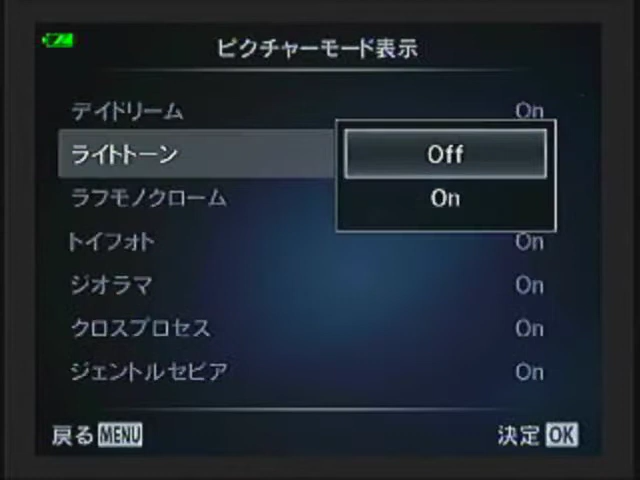 ピクチャーモード表示
デイドリーム On
ライトトーン Off
ラフモノクローム On
トイフォト On
ジオラマ On
クロスプロセス On
ジェントルセピア On
戻る MENU 決定 OK